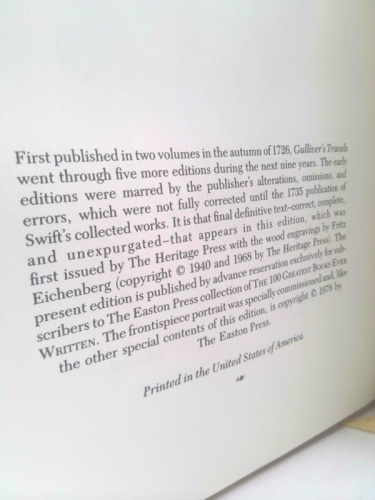 First published in two volumes in the autumn of 1726, Gulliver's Travels
went through five more editions during the next nine years. The early
editions were marred by the publisher's alterations, omissions, and
errors, which were not fully corrected until the 1735 publication of
Swift's collected works. It is that final definitive text–correct, complete,
and unexpurgated–that appears in this edition, which was
first issued by The Heritage Press with the wood engravings by Fritz
Eichenberg (copyright © 1940 and 1968 by The Heritage Press). The
present edition is published by advance reservation exclusively for sub-
scribers to The Easton Press collection of THE 100 GREATEST BOOKS EVER
WRITTEN. The frontispiece portrait was specially commissioned and, like
the other special contents of this edition, is copyright © 1976 by
The Easton Press.
Printed in the United States of America